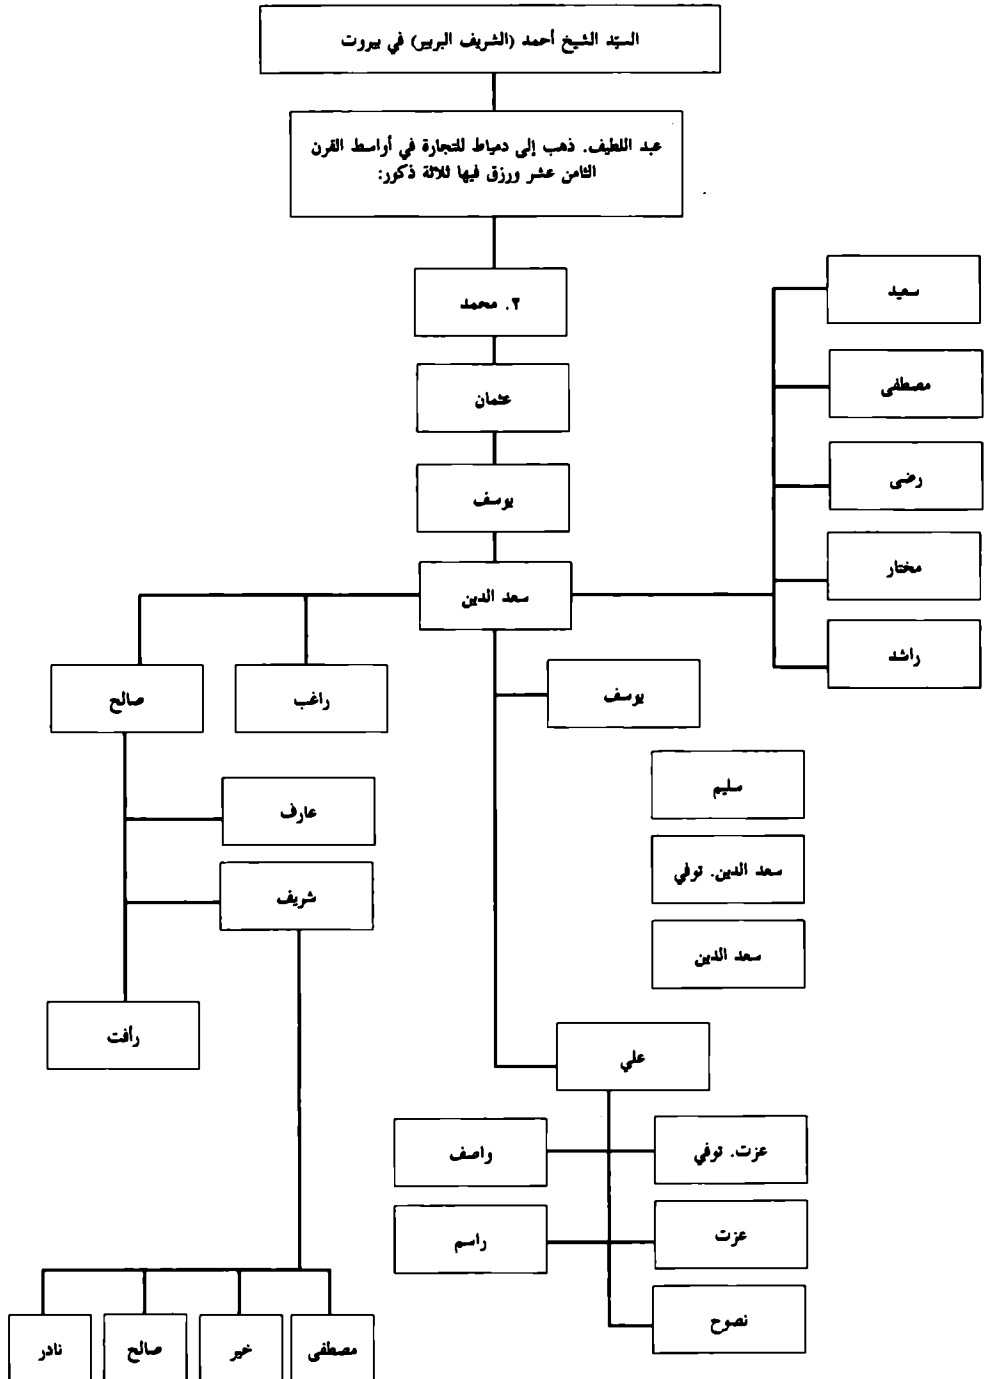 السيّد الشيخ أحمد (الشريف البربير) في بيروت
عبد اللطيف. ذهب إلى دمياط للتجارة في أواسط القرن
الثامن عشر ورزق فيها ثلاثة ذكور:
٢. محمد
سعيد
مصطفى
عثمان
رضى
يوسف
مختار
سعد الدين
راشد
يوسف
راغب
صالح
سليم
عارف
سعد الدين. توفي
شريف
سعد الدين
رأفت
علي
عزت. توفي
واصف
عزت
راسم
نصوح
مصطفى
خير
صالح
نادر